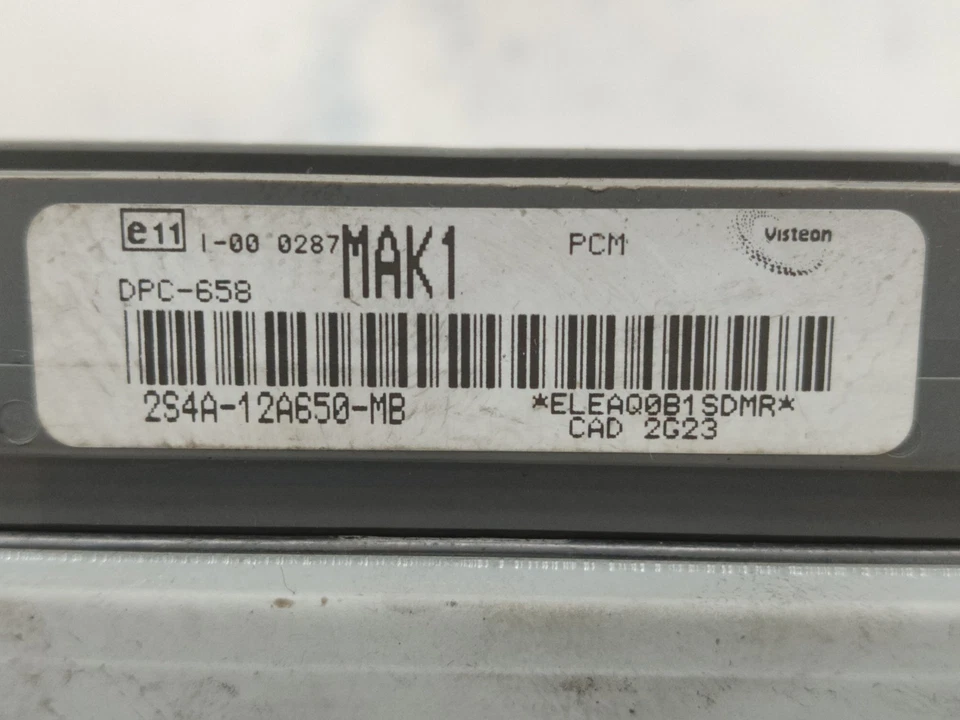 e11 I-00 0287 MAK1 PCM Visteon
DPC-658
2S4A-12A650-MB *ELEAQ0B1SDMR*
CAD 2G23